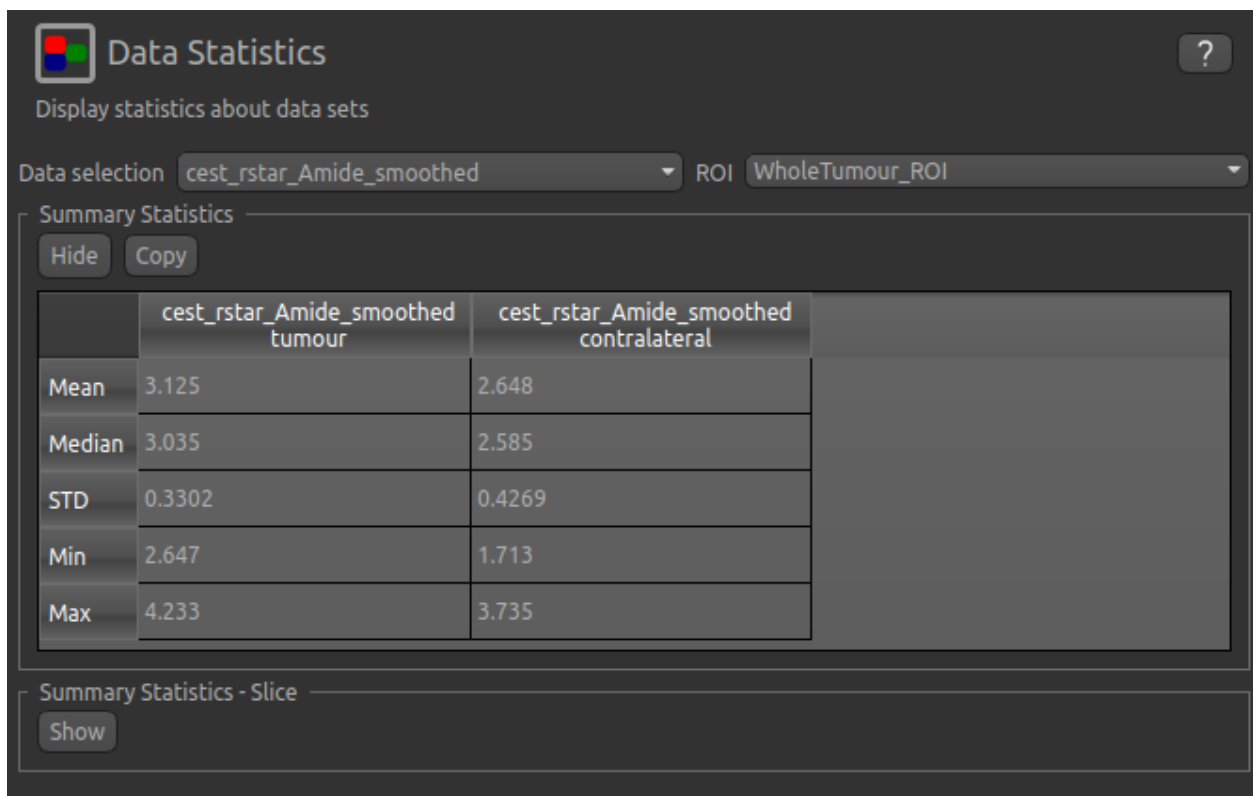 Data Statistics
?
Display statistics about data sets
Data selection cest_rstar_Amide_smoothed ROI WholeTumour_ROI
Summary Statistics
Hide Copy
cest_rstar_Amide_smoothed cest_rstar_Amide_smoothed
tumour contralateral
Mean 3.125 2.648
Median 3.035 2.585
STD 0.3302 0.4269
Min 2.647 1.713
Max 4.233 3.735
Summary Statistics - Slice
Show